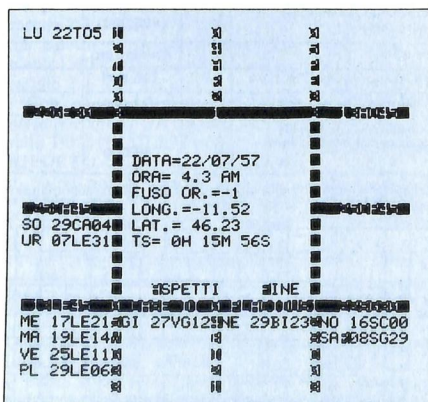 LU 22TO5
DATA=22/07/57
ORA= 4.3 AM
FUSO OR.=-1
LONG.=-11.52
SO 29CA04 LAT.= 46.23
UR 07LE31 TS= 0H 15M 56S
ME 17LE21 GI 27VG12 NE 29BI23 NO 16SC00
MA 19LE14 SA 08SG29
VE 25LE11
PL 29LE06